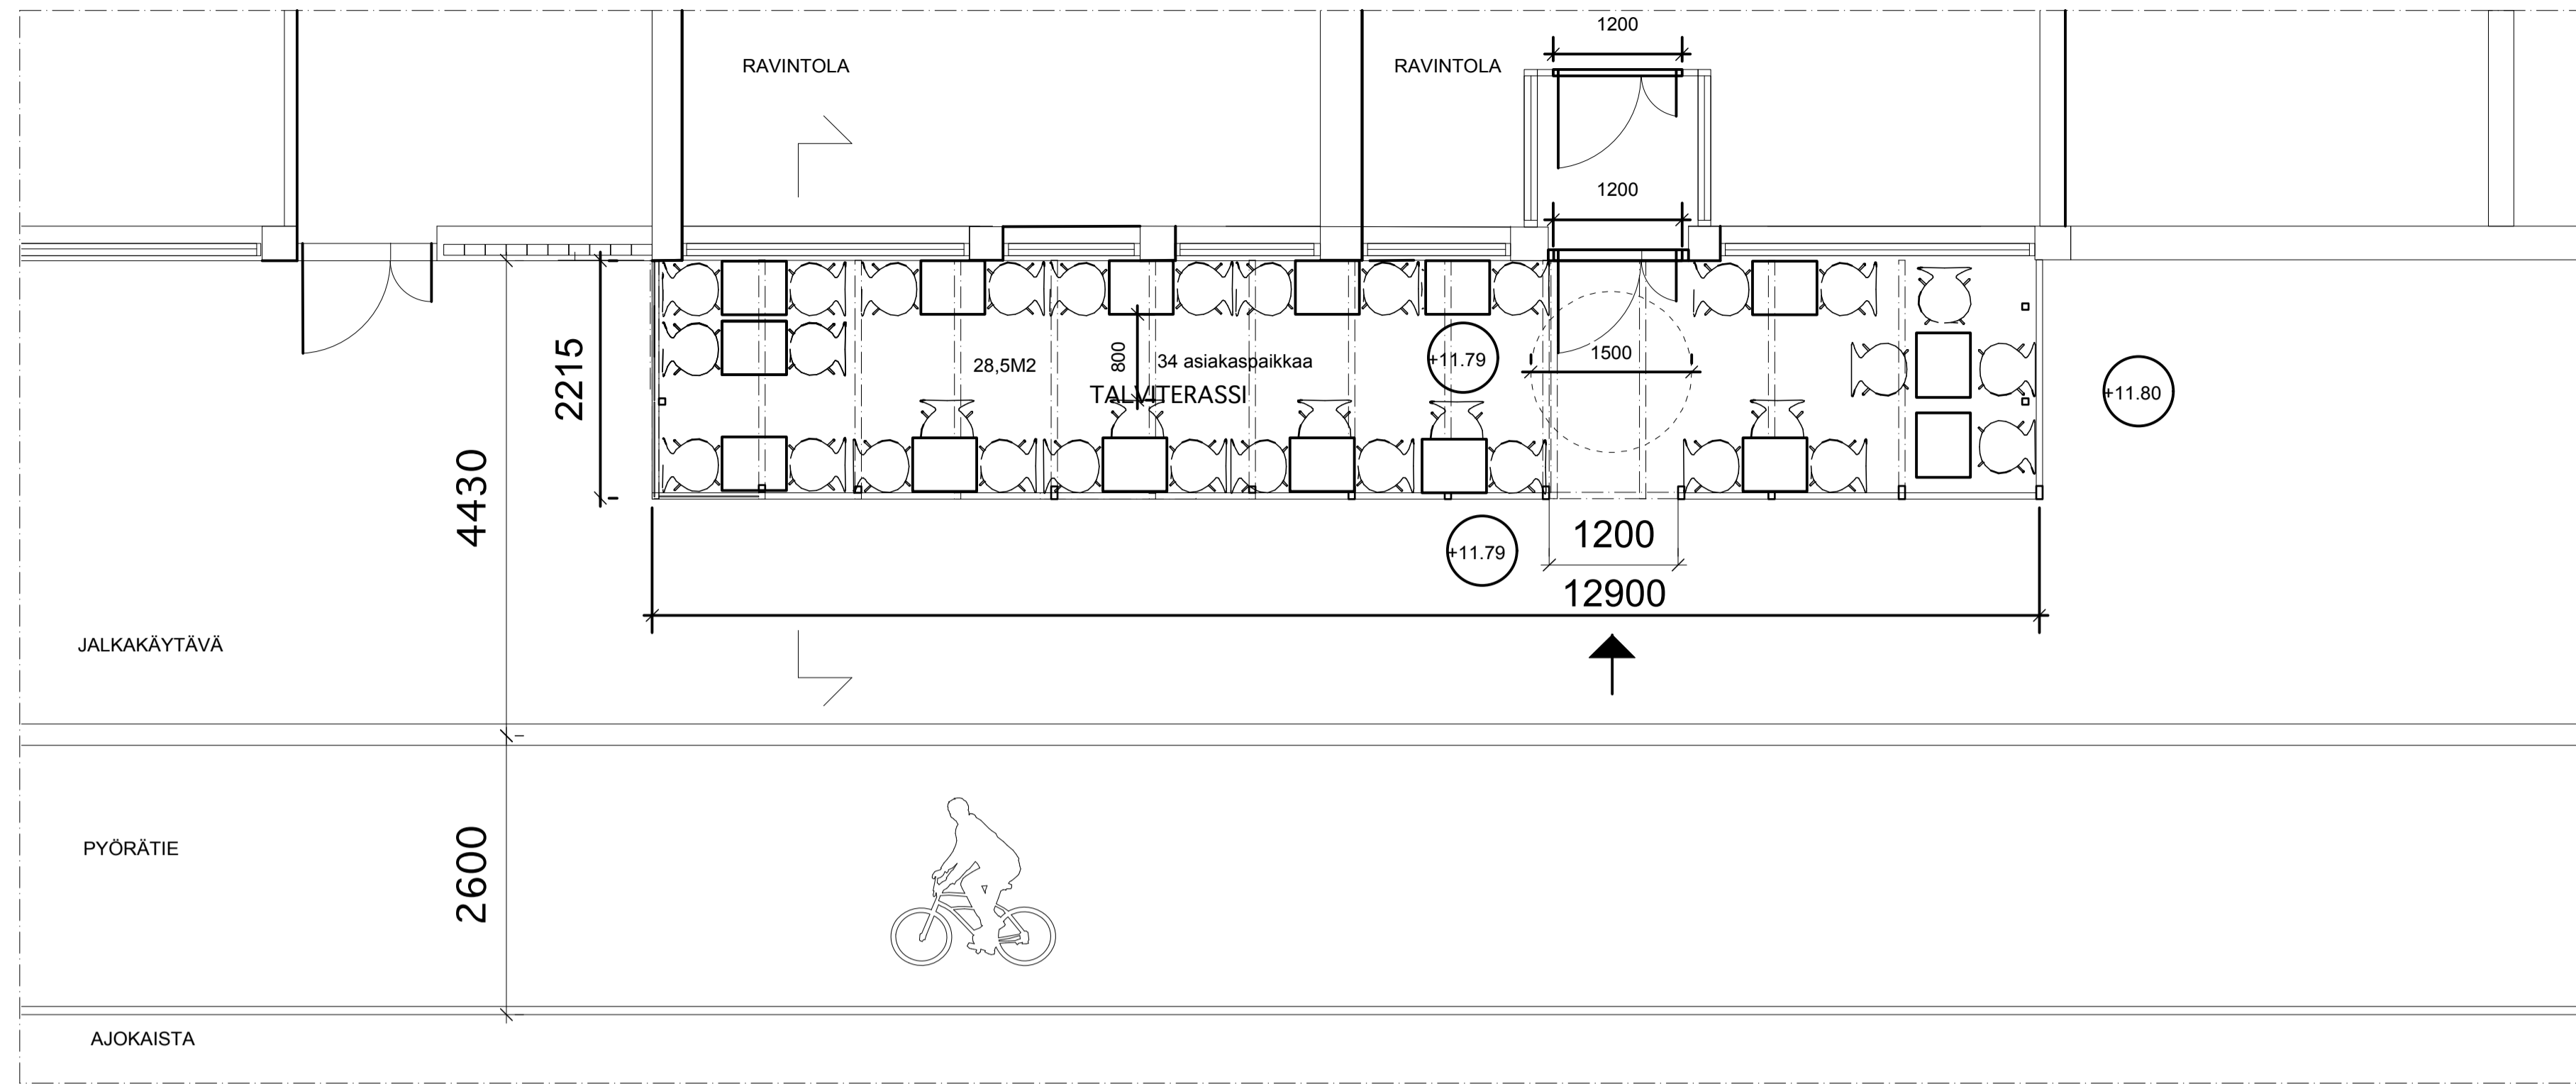 1200
RAVINTOLA
RAVINTOLA
1200
2215
28,5M2
800
34 asiakaspaikkaa
+11.79
1500
TALVITERASSI
+11.80
4430
+11.79
1200
12900
JALKAKÄYTÄVÄ
PYÖRÄTIE
2600
AJOKAISTA